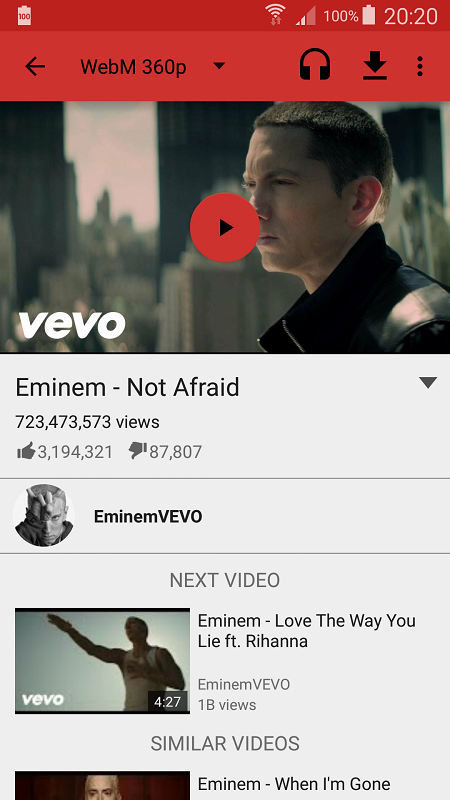 100
100%
20:20
WebM 360p
vevo
Eminem - Not Afraid
723,473,573 views
3,194,321 87,807
EminemVEVO
NEXT VIDEO
Eminem - Love The Way You
Lie ft. Rihanna
EminemVEVO
1B views
vevo
4:27
SIMILAR VIDEOS
Eminem - When I'm Gone